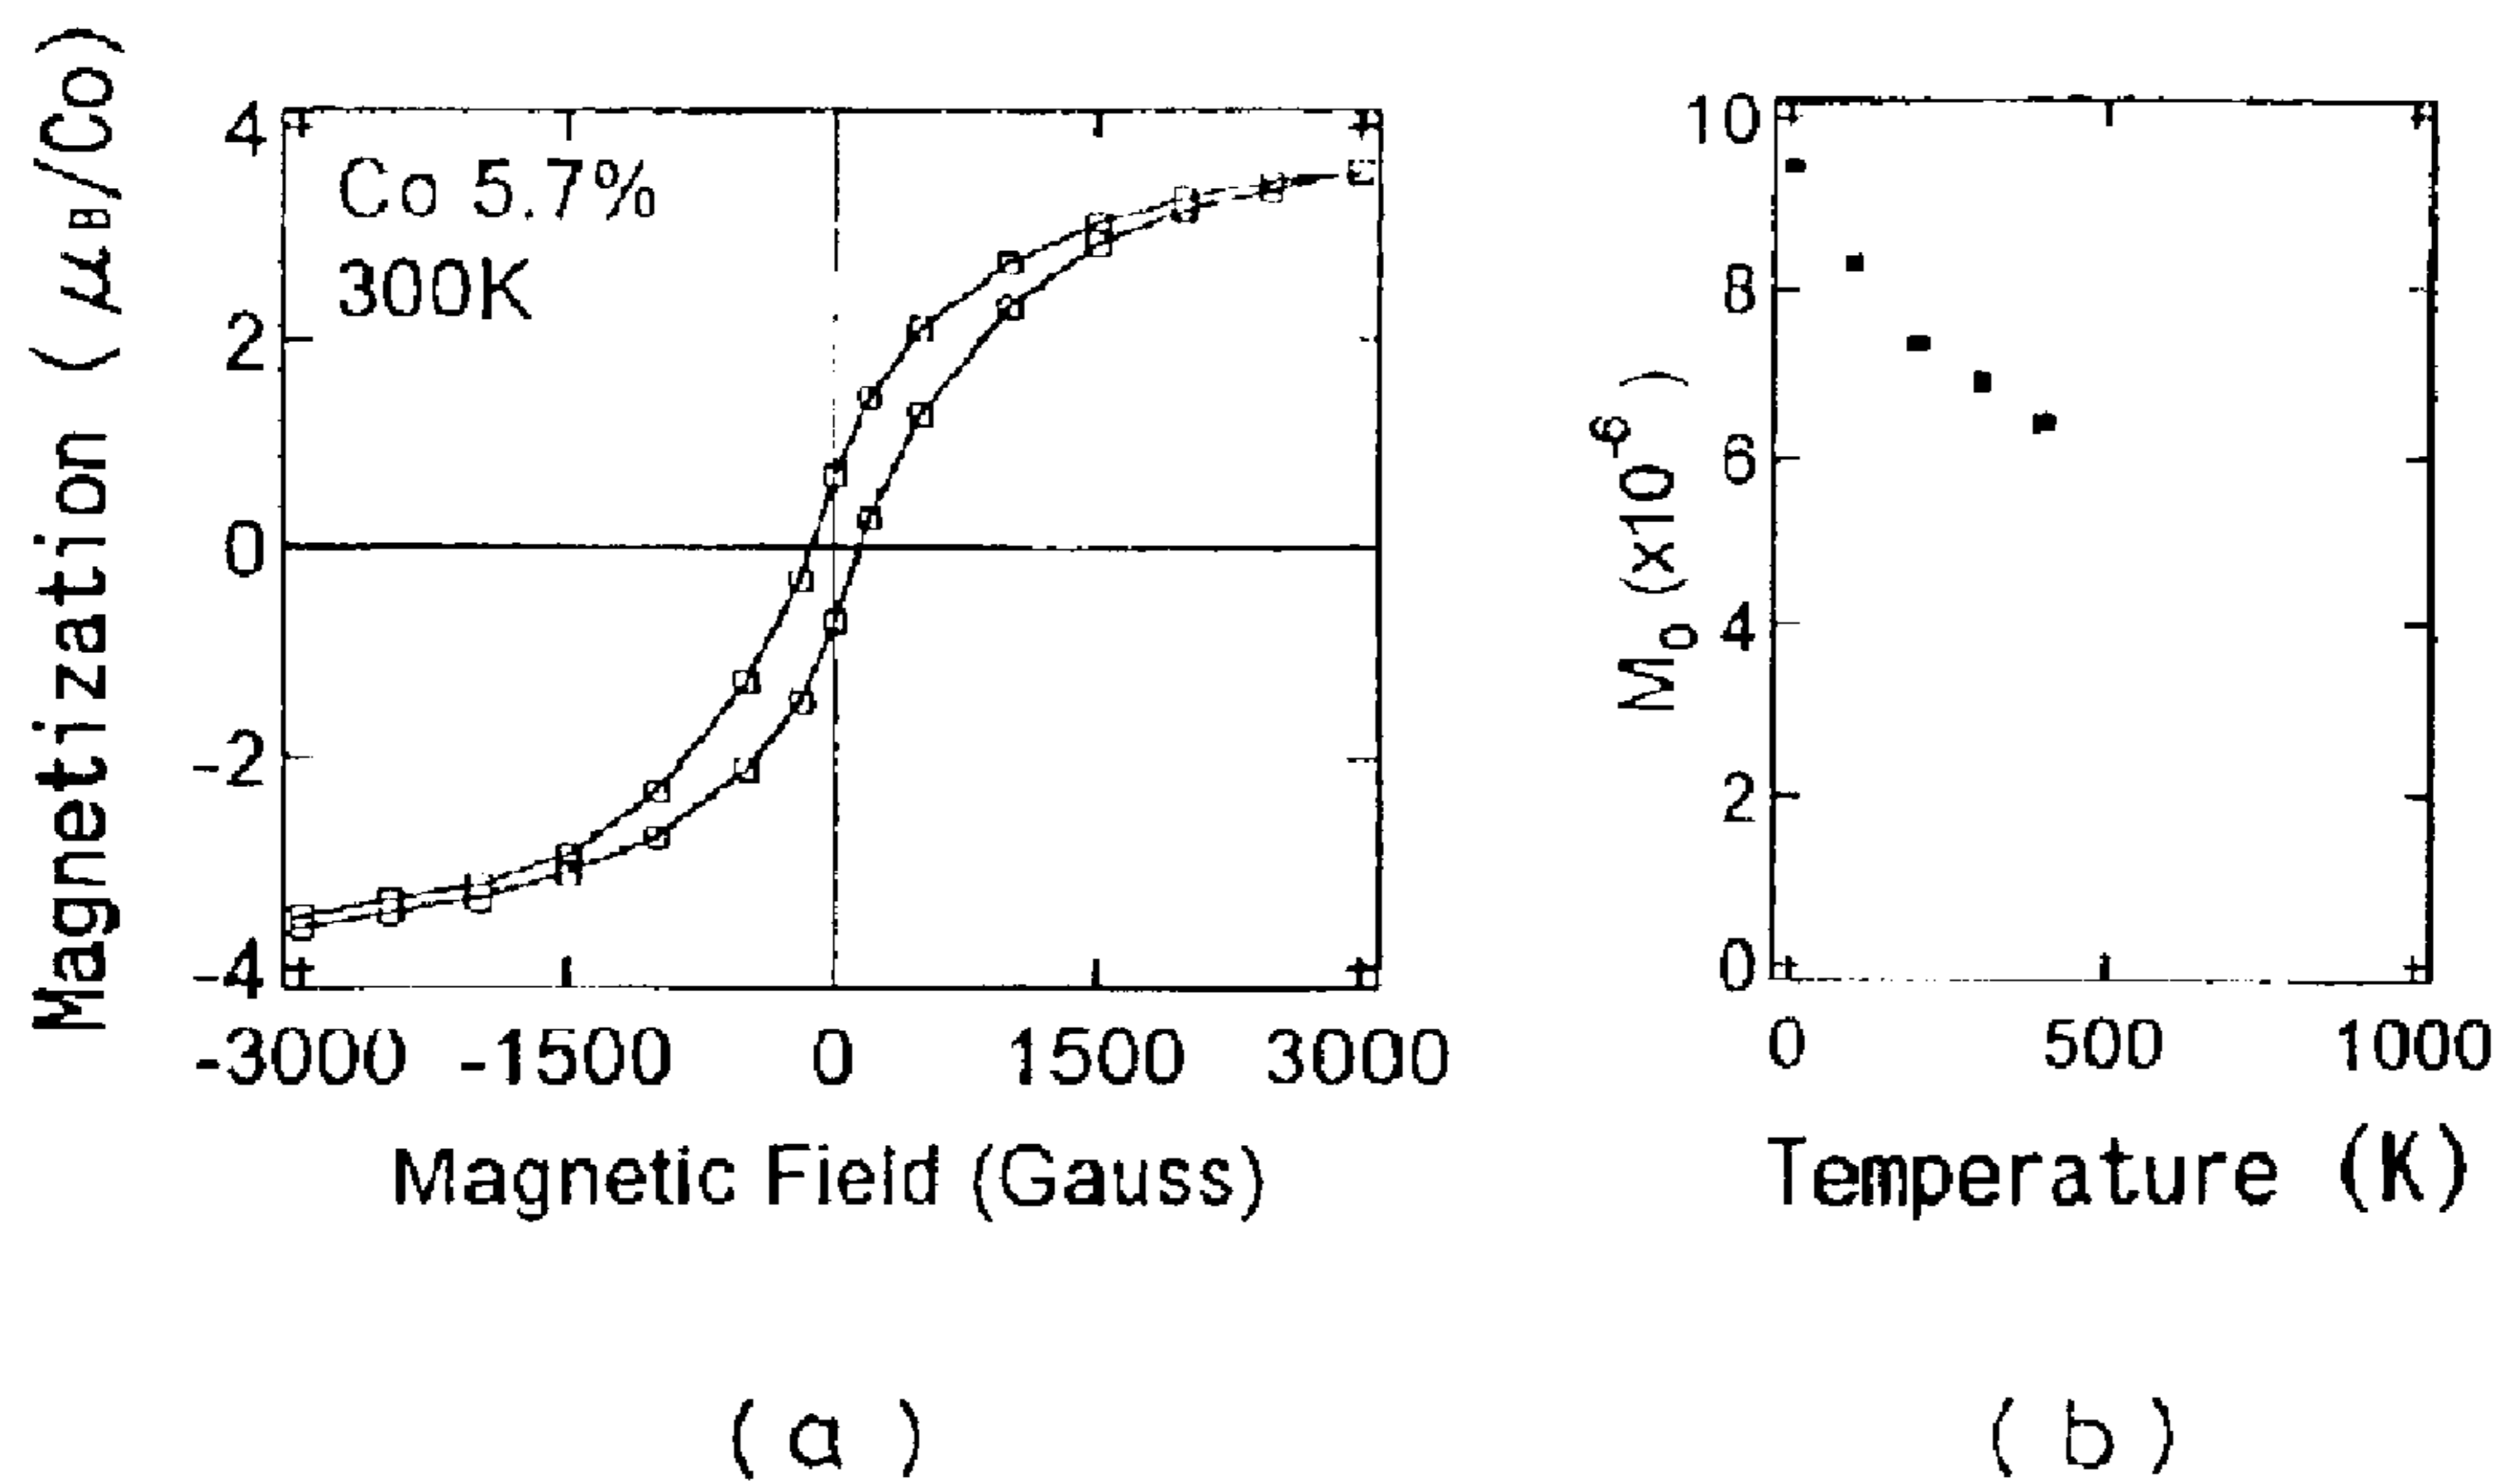 Magnetization (μB/Co)
4
2
0
-2
-4
Co 5.7%
300K
-3000 -1500 0 1500 3000
Magnetic Field (Gauss)
(a)
M₀ (x10⁻⁶)
10
8
6
4
2
0
0 500 1000
Temperature (K)
(b)